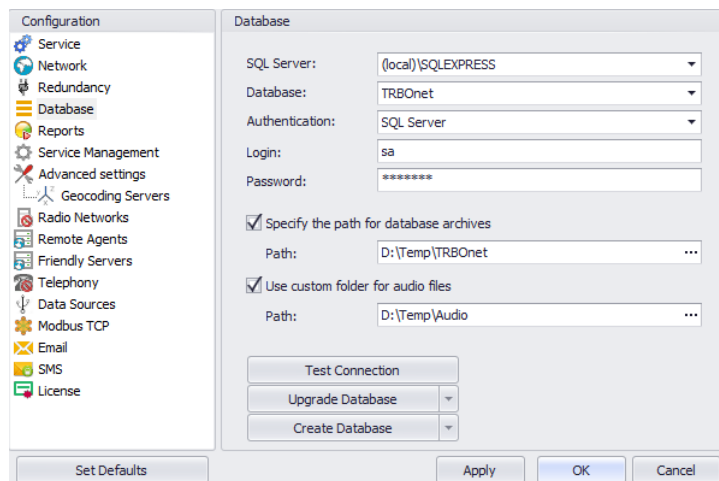 Configuration
Service
Network
Redundancy
Database
Reports
Service Management
Advanced settings
Geocoding Servers
Radio Networks
Remote Agents
Friendly Servers
Telephony
Data Sources
Modbus TCP
Email
SMS
License
Set Defaults
Database
SQL Server: (local)\SQLEXPRESS
Database: TRBOnet
Authentication: SQL Server
Login: sa
Password: *******
Specify the path for database archives
Path: D:\Temp\TRBOnet ...
Use custom folder for audio files
Path: D:\Temp\Audio ...
Test Connection
Upgrade Database
Create Database
Apply OK Cancel